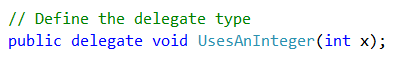 // Define the delegate type
public delegate void UsesAnInteger(int x);